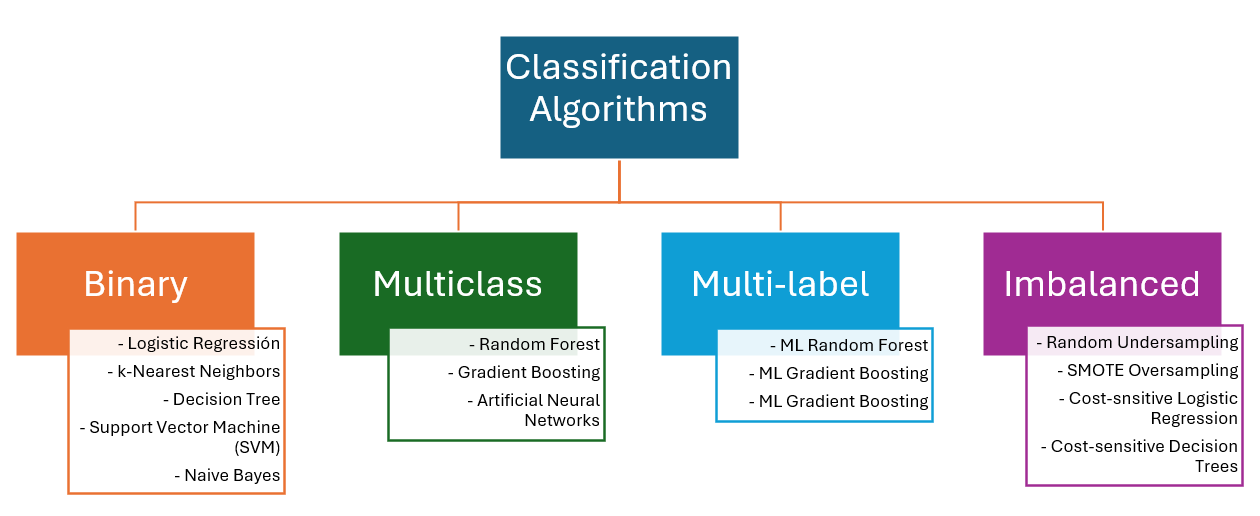 Classification
Algorithms
Binary
- Logistic Regressión
- k-Nearest Neighbors
- Decision Tree
- Support Vector Machine
(SVM)
- Naive Bayes
Multiclass
- Random Forest
- Gradient Boosting
- Artificial Neural
Networks
Multi-label
- ML Random Forest
- ML Gradient Boosting
- ML Gradient Boosting
Imbalanced
- Random Undersampling
- SMOTE Oversampling
- Cost-snsitive Logistic
Regression
- Cost-sensitive Decision
Trees